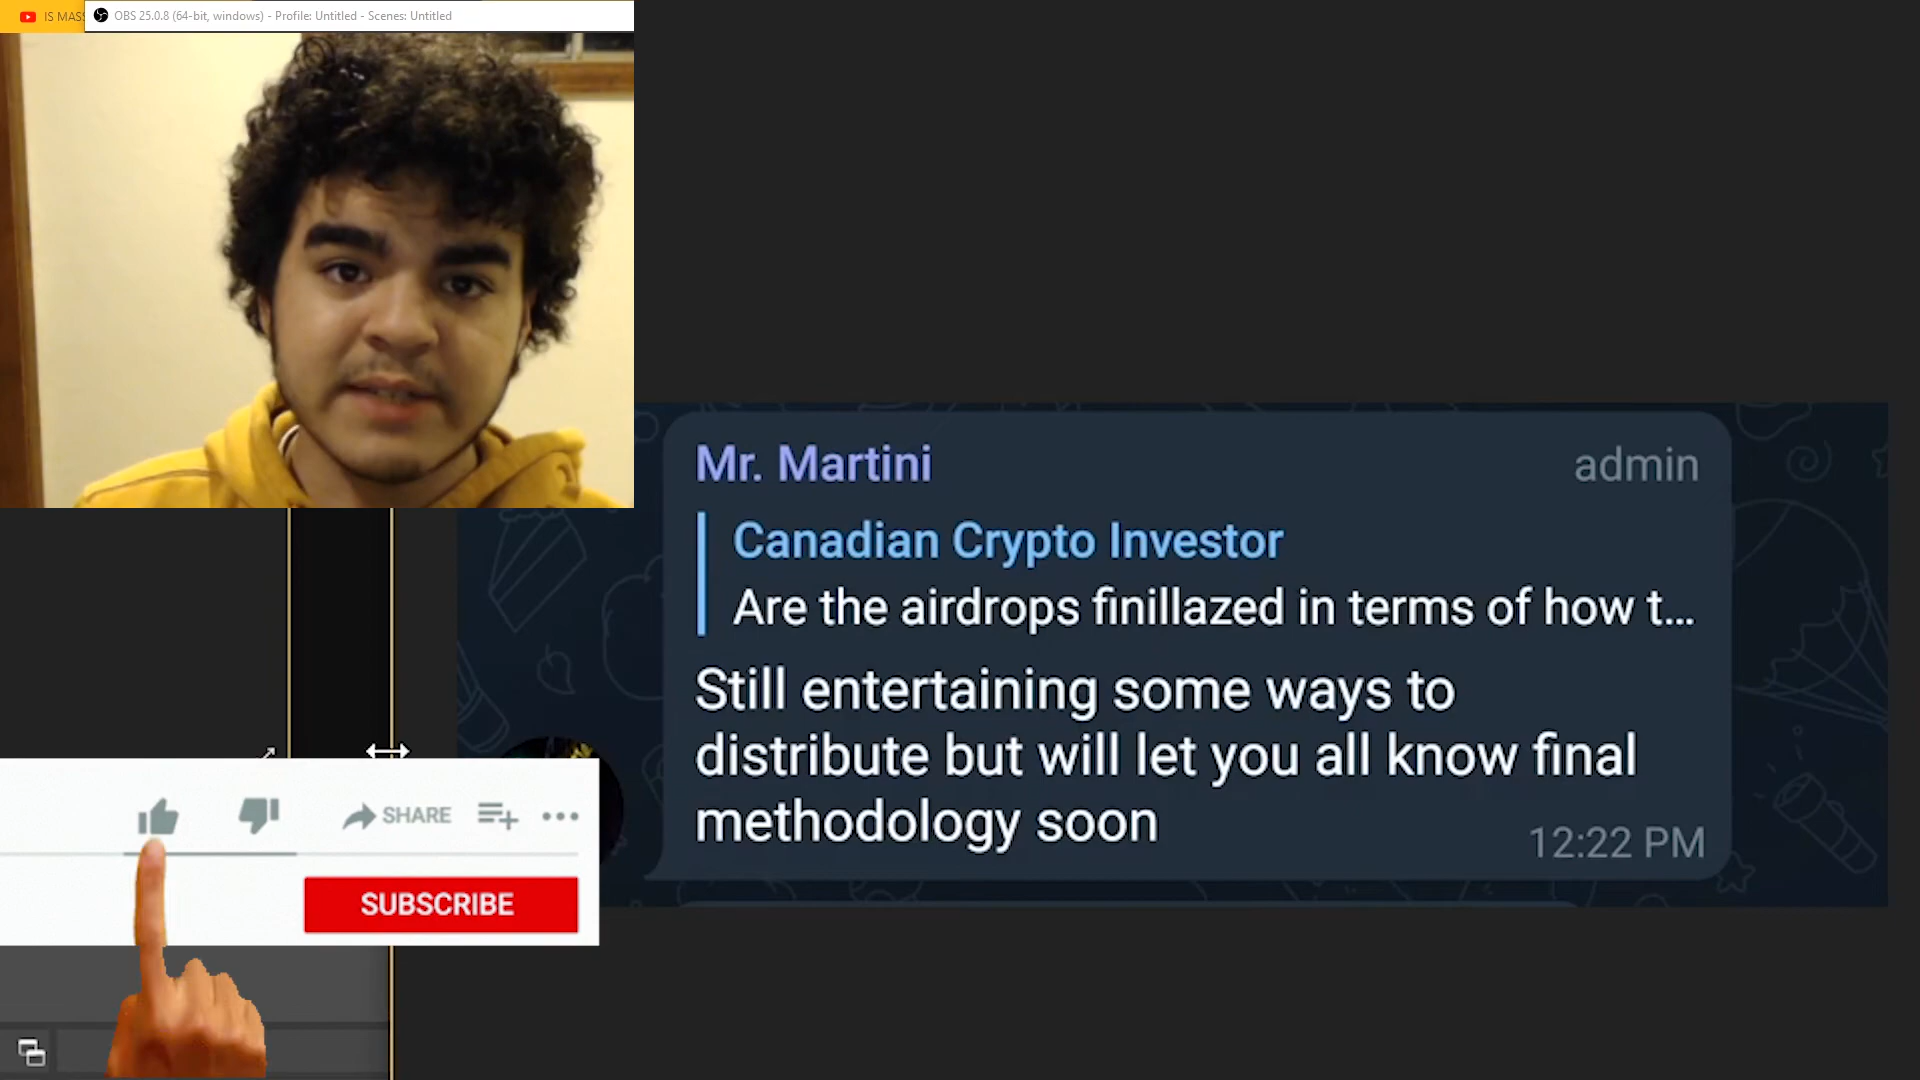 IS MAS
OBS 25.0.8 (64-bit, windows) - Profile: Untitled - Scenes: Untitled
Mr. Martini
admin
Canadian Crypto Investor
Are the airdrops finillazed in terms of how t...
Still entertaining some ways to
distribute but will let you all know final
methodology soon
12:22 PM
SHARE
SUBSCRIBE